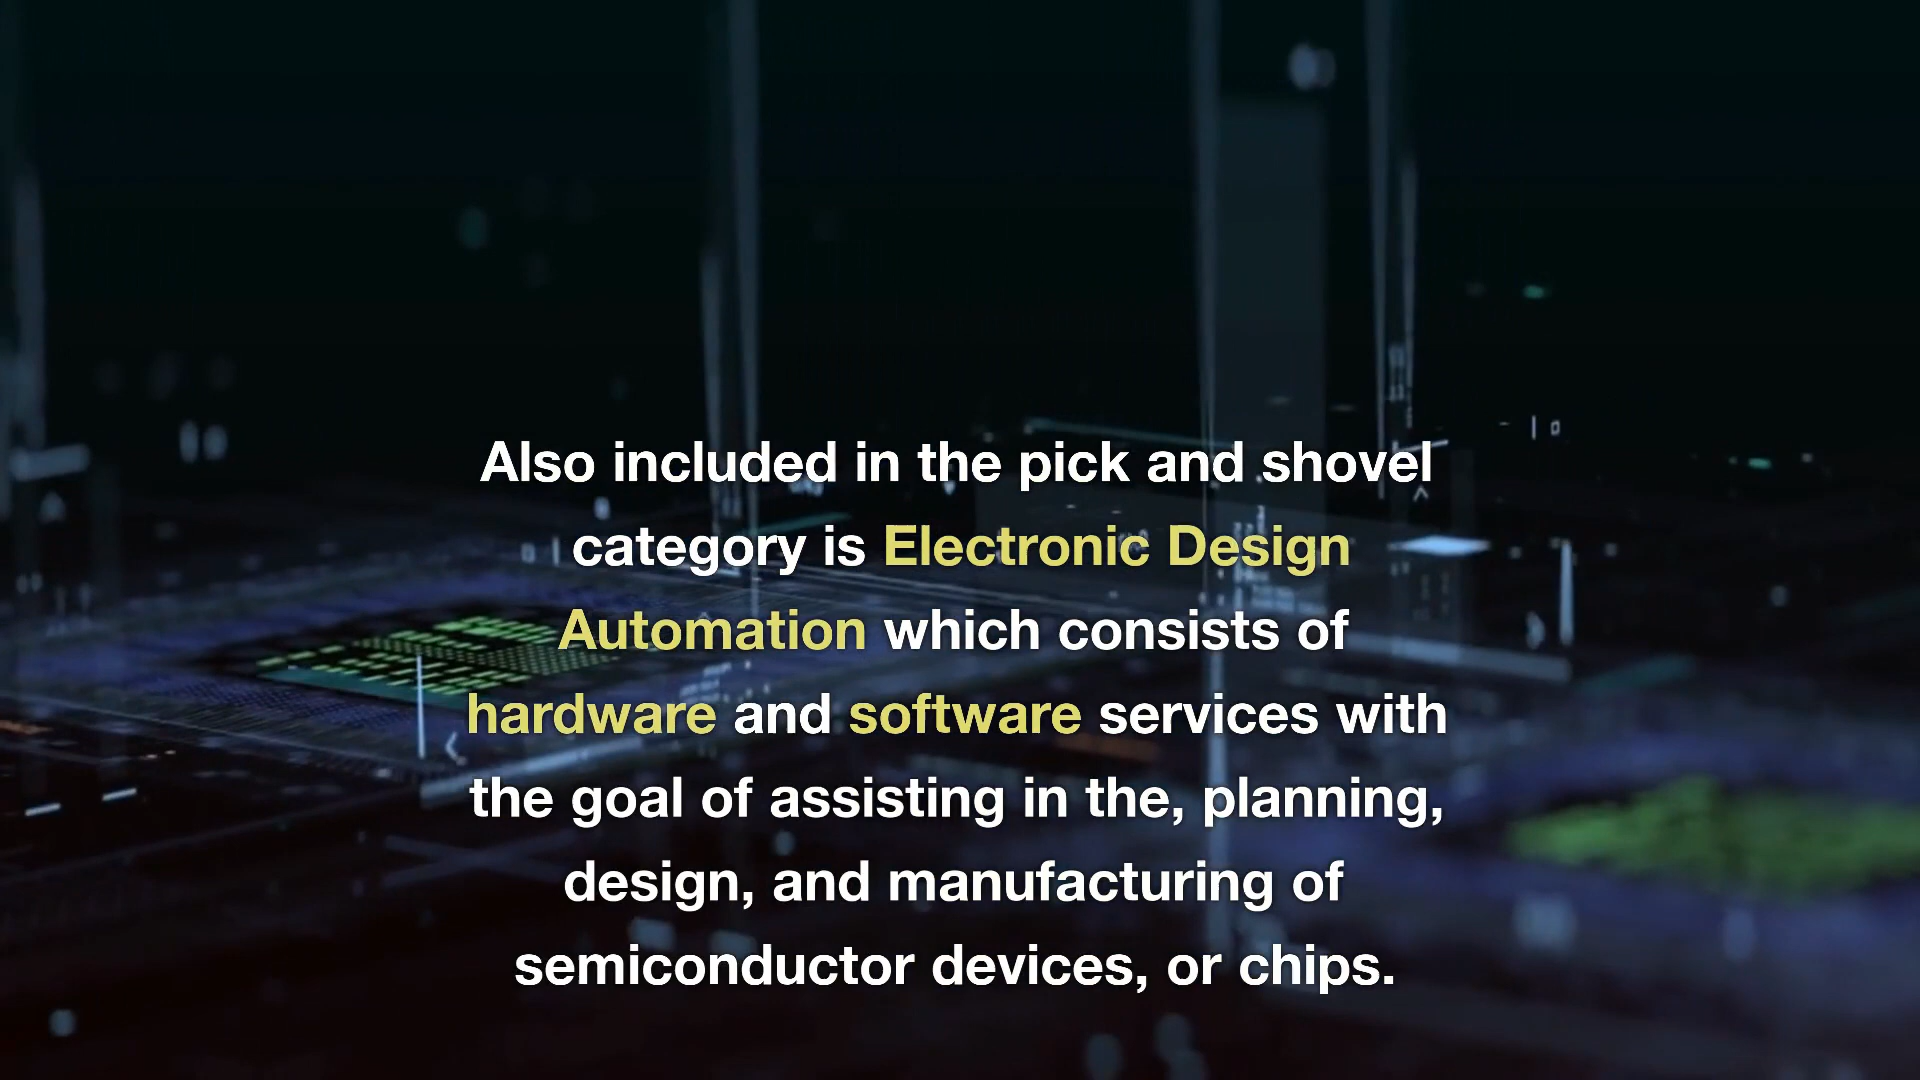 Also included in the pick and shovel
category is Electronic Design
Automation which consists of
hardware and software services with
the goal of assisting in the, planning,
design, and manufacturing of
semiconductor devices, or chips.